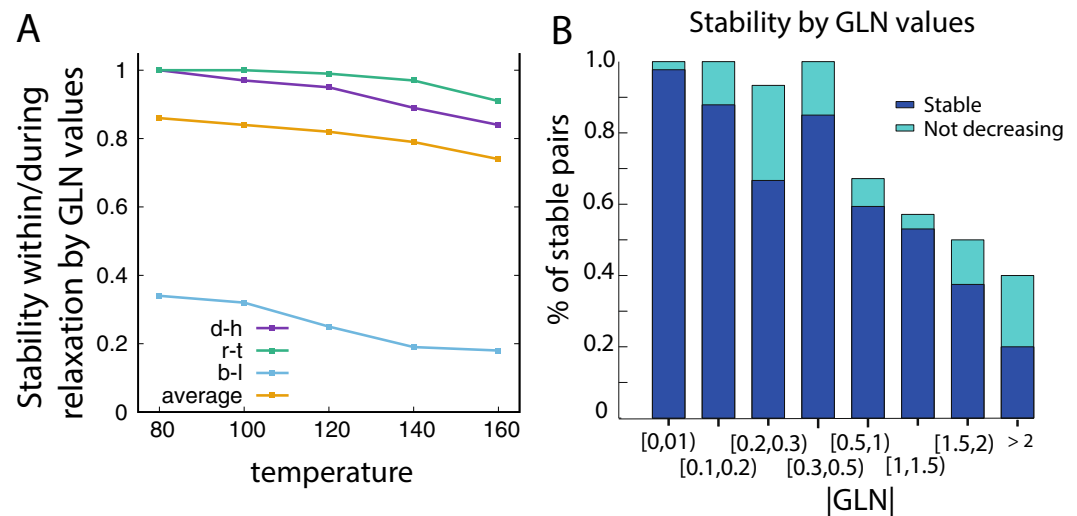 A
Stability within/during
relaxation by GLN values
1
0.8
0.6
0.4
0.2
0
80
100
120
140
160
temperature
d-h
r-t
b-l
average
B
Stability by GLN values
% of stable pairs
1.0
0.8
0.6
0.4
0.2
0
Stable
Not decreasing
[0,01)
[0.1,0.2)
[0.2,0.3)
[0.3,0.5)
[0.5,1)
[1,1.5)
[1.5,2)
> 2
|GLN|